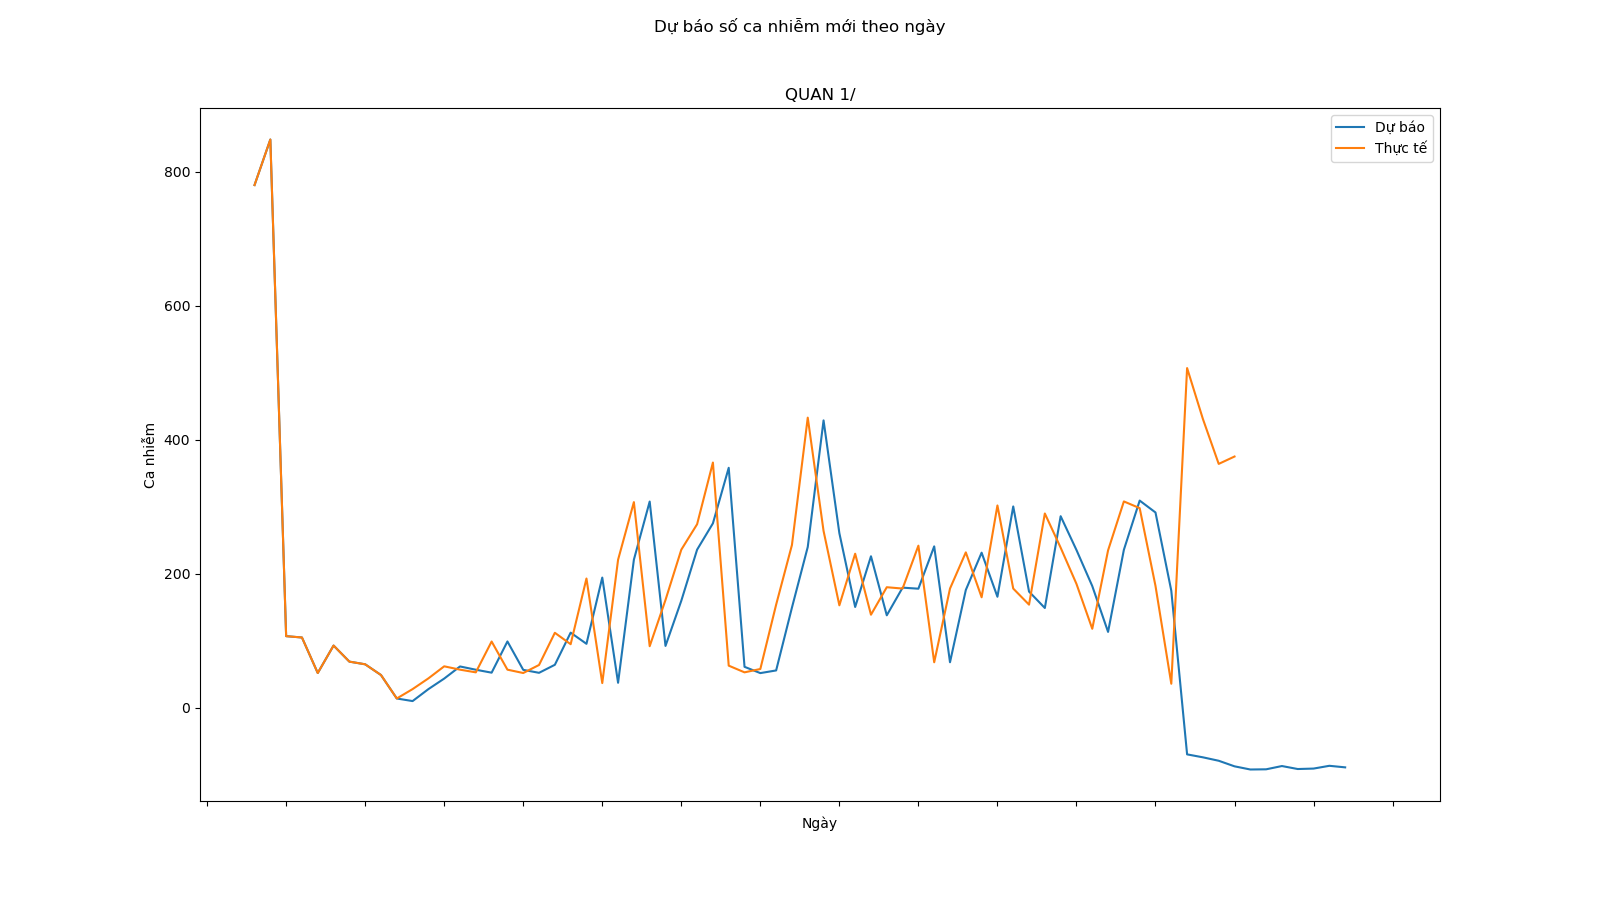 Dự báo số ca nhiễm mới theo ngày
QUAN 1/
Dự báo
Thực tế
800
600
400
200
0
Ca nhiễm
Ngày